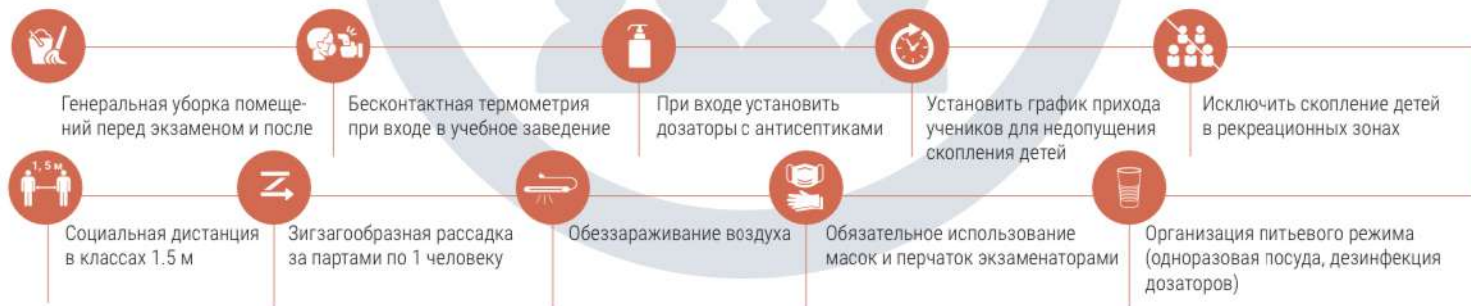 Генеральная уборка помеще-
ний перед экзаменом и после
Бесконтактная термометрия
при входе в учебное заведение
При входе установить
дозаторы с антисептиками
Установить график прихода
учеников для недопущения
скопления детей
Исключить скопление детей
в рекреационных зонах
1, 5 м
Социальная дистанция
в классах 1.5 м
Зигзагообразная рассадка
за партами по 1 человеку
Обеззараживание воздуха
Обязательное использование
масок и перчаток экзаменаторами
Организация питьевого режима
(одноразовая посуда, дезинфекция
дозаторов)